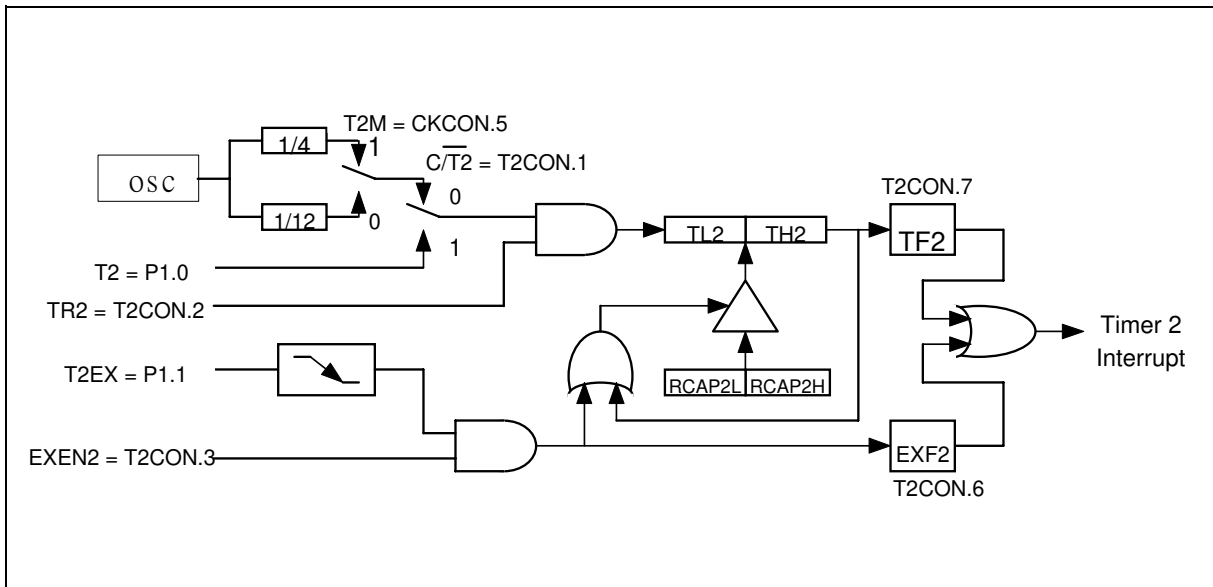 T2M = CKCON.5
1/4
1
C/T2 = T2CON.1
OSC
0
T2CON.7
1/12
0
TL2
TH2
TF2
1
T2 = P1.0
TR2 = T2CON.2
Timer 2
Interrupt
T2EX = P1.1
RCAP2L
RCAP2H
EXEN2 = T2CON.3
EXF2
T2CON.6